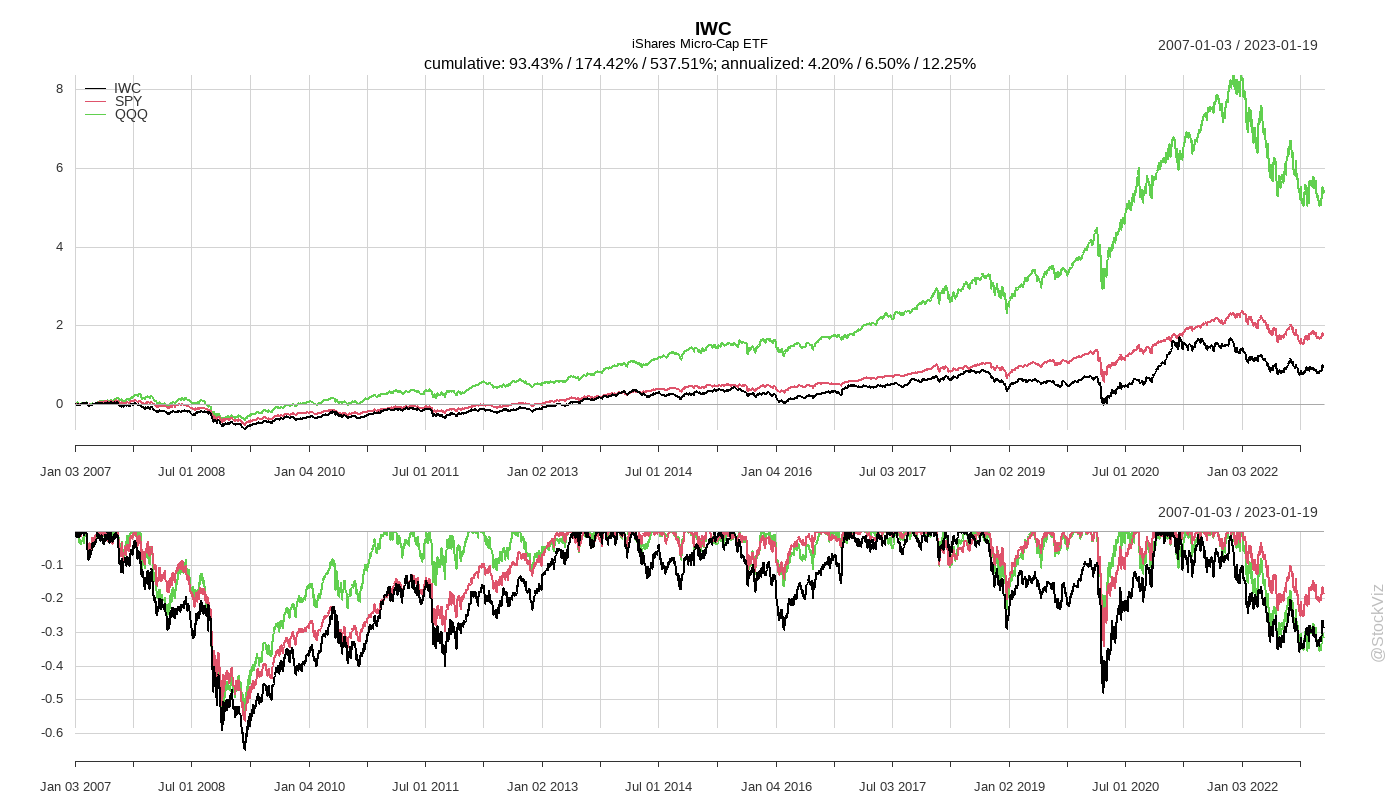 IWC
iShares Micro-Cap ETF
2007-01-03 / 2023-01-19
cumulative: 93.43% / 174.42% / 537.51%; annualized: 4.20% / 6.50% / 12.25%
IWC
SPY
QQQ
8
6
4
2
0
Jan 03 2007 Jul 01 2008 Jan 04 2010 Jul 01 2011 Jan 02 2013 Jul 01 2014 Jan 04 2016 Jul 03 2017 Jan 02 2019 Jul 01 2020 Jan 03 2022
2007-01-03 / 2023-01-19
-0.1
-0.2
-0.3
-0.4
-0.5
-0.6
Jan 03 2007 Jul 01 2008 Jan 04 2010 Jul 01 2011 Jan 02 2013 Jul 01 2014 Jan 04 2016 Jul 03 2017 Jan 02 2019 Jul 01 2020 Jan 03 2022
@StockViz